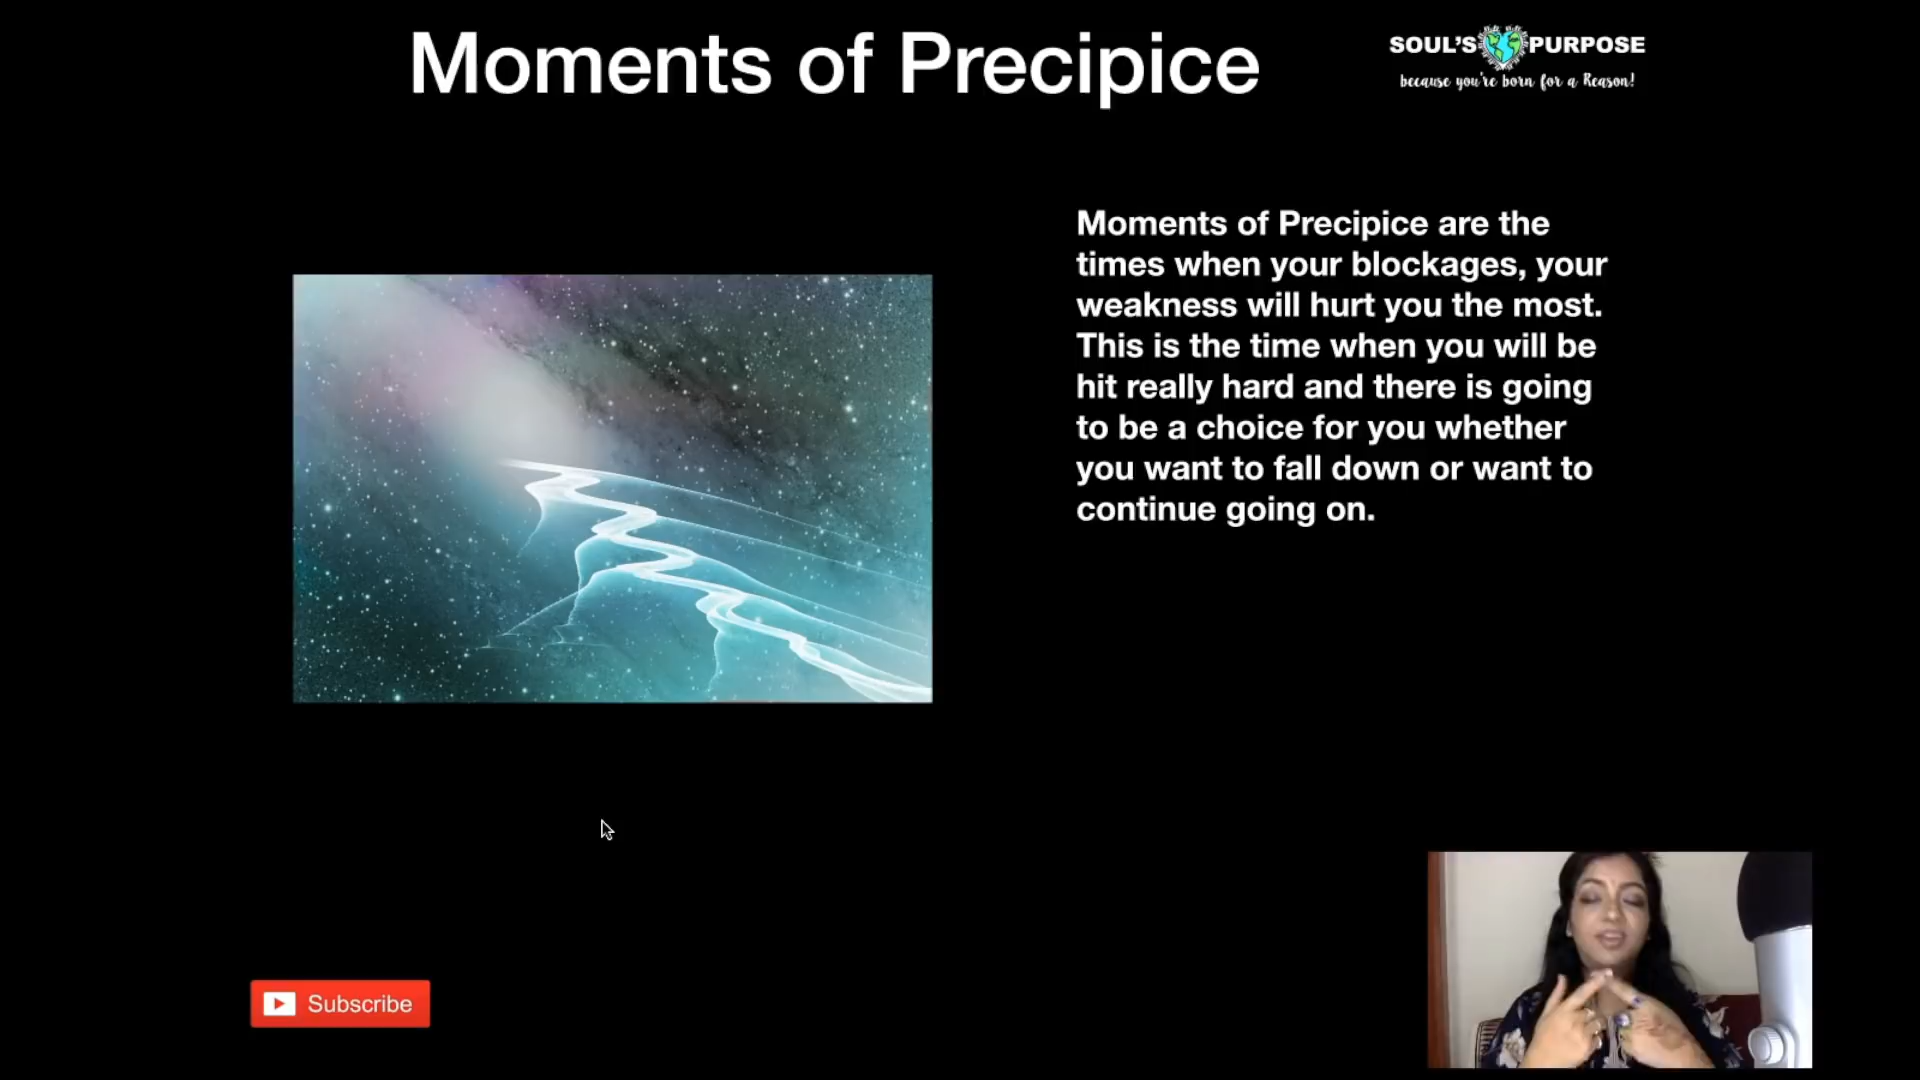 Moments of Precipice
SOUL'S PURPOSE
because you're born for a Reason!
Moments of Precipice are the
times when your blockages, your
weakness will hurt you the most.
This is the time when you will be
hit really hard and there is going
to be a choice for you whether
you want to fall down or want to
continue going on.
Subscribe